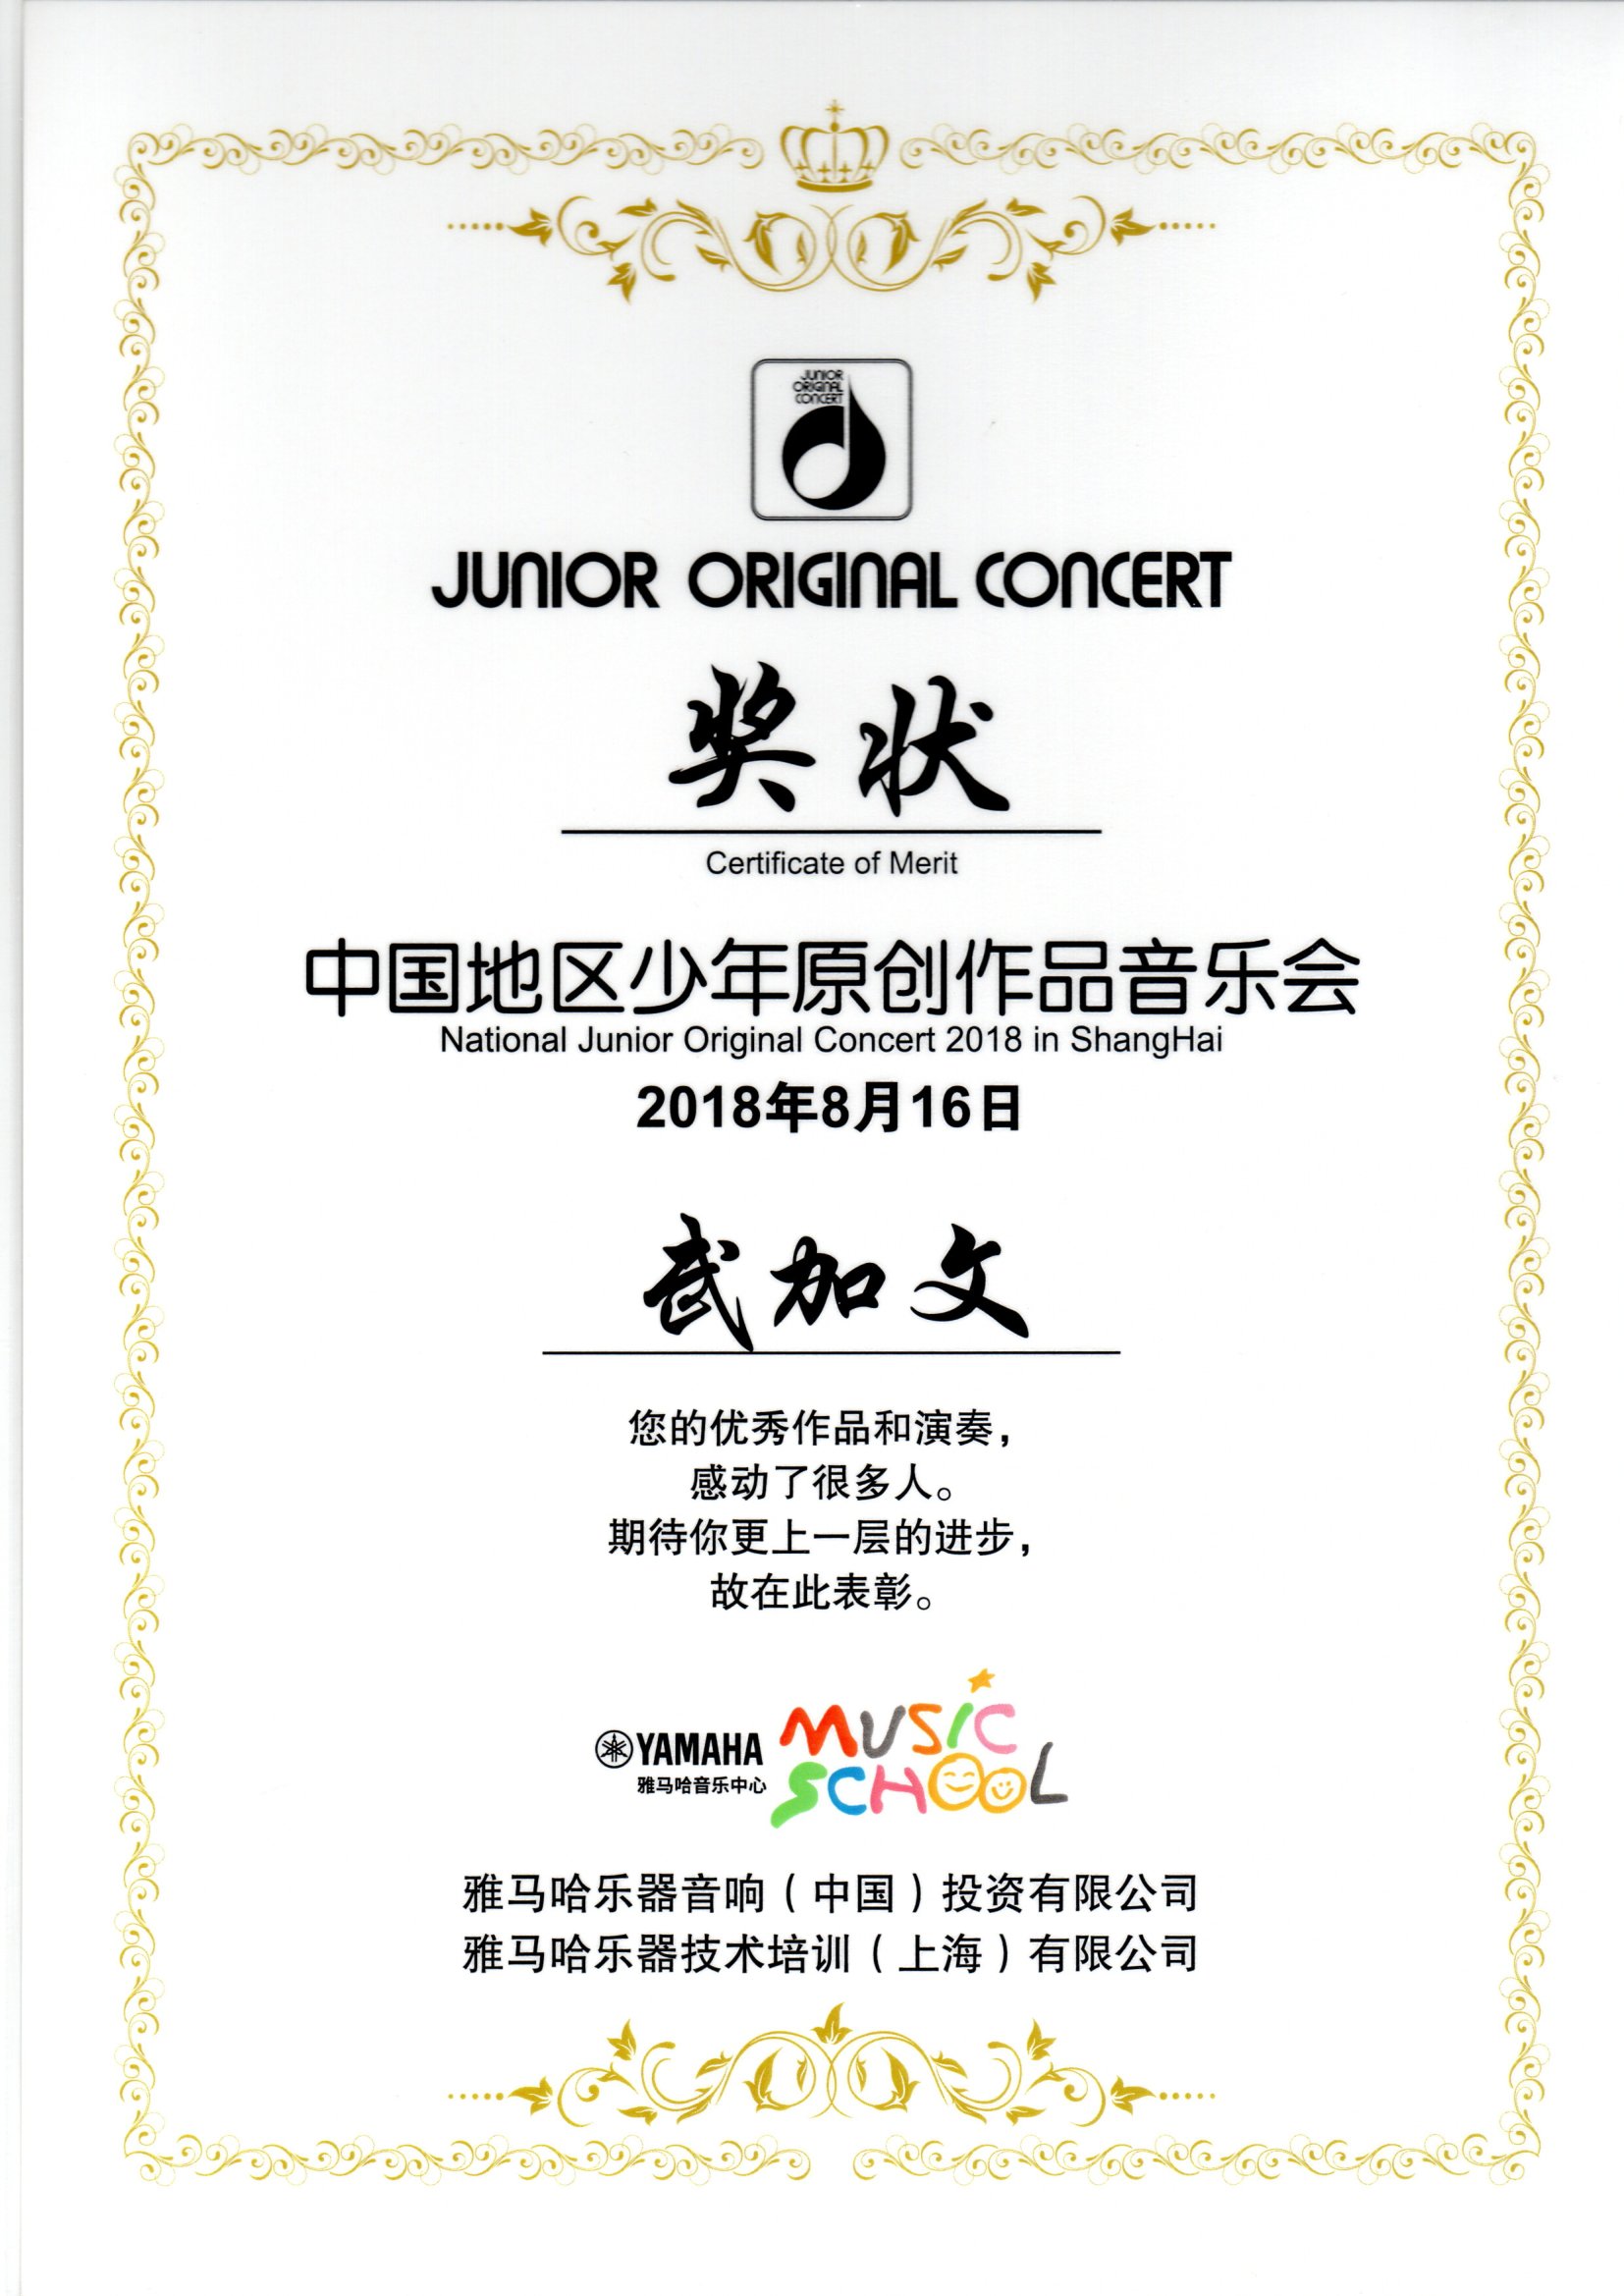 JUNIOR
ORIGINAL
CONCERT
JUNIOR ORIGINAL CONCERT
奖状
Certificate of Merit
中国地区少年原创作品音乐会
National Junior Original Concert 2018 in ShangHai
2018年8月16日
武加文
您的优秀作品和演奏，
感动了很多人。
期待你更上一层的进步，
故在此表彰。
YAMAHA
雅马哈音乐中心
MUSIC
SCHOOL
雅马哈乐器音响（中国）投资有限公司
雅马哈乐器技术培训（上海）有限公司